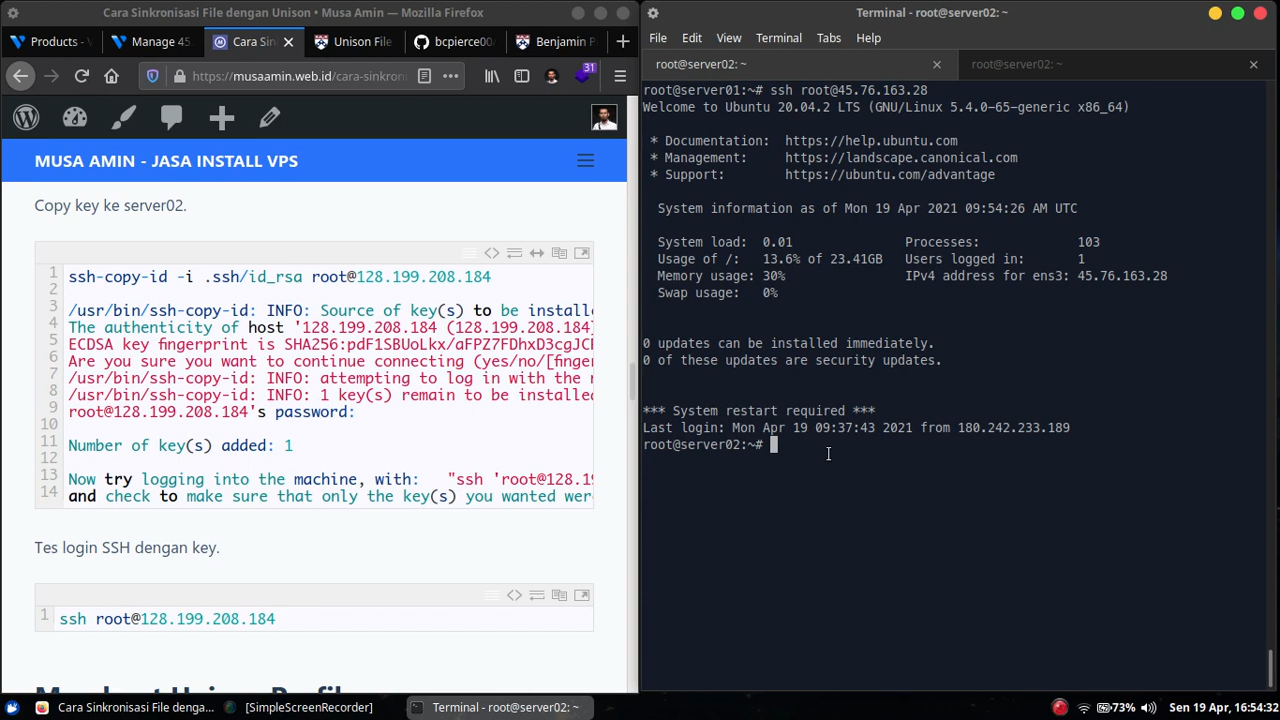 Cara Sinkronisasi File dengan Unison • Musa Amin — Mozilla Firefox
Products - V
Manage 45.
Cara Sin
Unison File
bcpierce00
Benjamin P
https://musaamin.web.id/cara-sinkron
31
MUSA AMIN - JASA INSTALL VPS
Copy key ke server02.
1 ssh-copy-id -i .ssh/id_rsa root@128.199.208.184
2
3 /usr/bin/ssh-copy-id: INFO: Source of key(s) to be install
4 The authenticity of host '128.199.208.184 (128.199.208.184)
5 ECDSA key fingerprint is SHA256:pdF1SBUoLkx/aFPZ7FDhxD3cgJC
6 Are you sure you want to continue connecting (yes/no/[finger
7 /usr/bin/ssh-copy-id: INFO: attempting to log in with the
8 /usr/bin/ssh-copy-id: INFO: 1 key(s) remain to be installe
9 root@128.199.208.184's password:
10
11 Number of key(s) added: 1
12
13 Now try logging into the machine, with: "ssh 'root@128.1
14 and check to make sure that only the key(s) you wanted wer
Tes login SSH dengan key.
1 ssh root@128.199.208.184
Terminal - root@server02: ~
File Edit View Terminal Tabs Help
root@server02: ~
root@server02: ~
root@server01:~# ssh root@45.76.163.28
Welcome to Ubuntu 20.04.2 LTS (GNU/Linux 5.4.0-65-generic x86_64)
* Documentation: https://help.ubuntu.com
* Management: https://landscape.canonical.com
* Support: https://ubuntu.com/advantage
System information as of Mon 19 Apr 2021 09:54:26 AM UTC
System load: 0.01 Processes: 103
Usage of /: 13.6% of 23.41GB Users logged in: 1
Memory usage: 30% IPv4 address for ens3: 45.76.163.28
Swap usage: 0%
0 updates can be installed immediately.
0 of these updates are security updates.
*** System restart required ***
Last login: Mon Apr 19 09:37:43 2021 from 180.242.233.189
root@server02:~#
Cara Sinkronisasi File denga...
[SimpleScreenRecorder]
Terminal - root@server02: ~
73%
Sen 19 Apr, 16:54:32